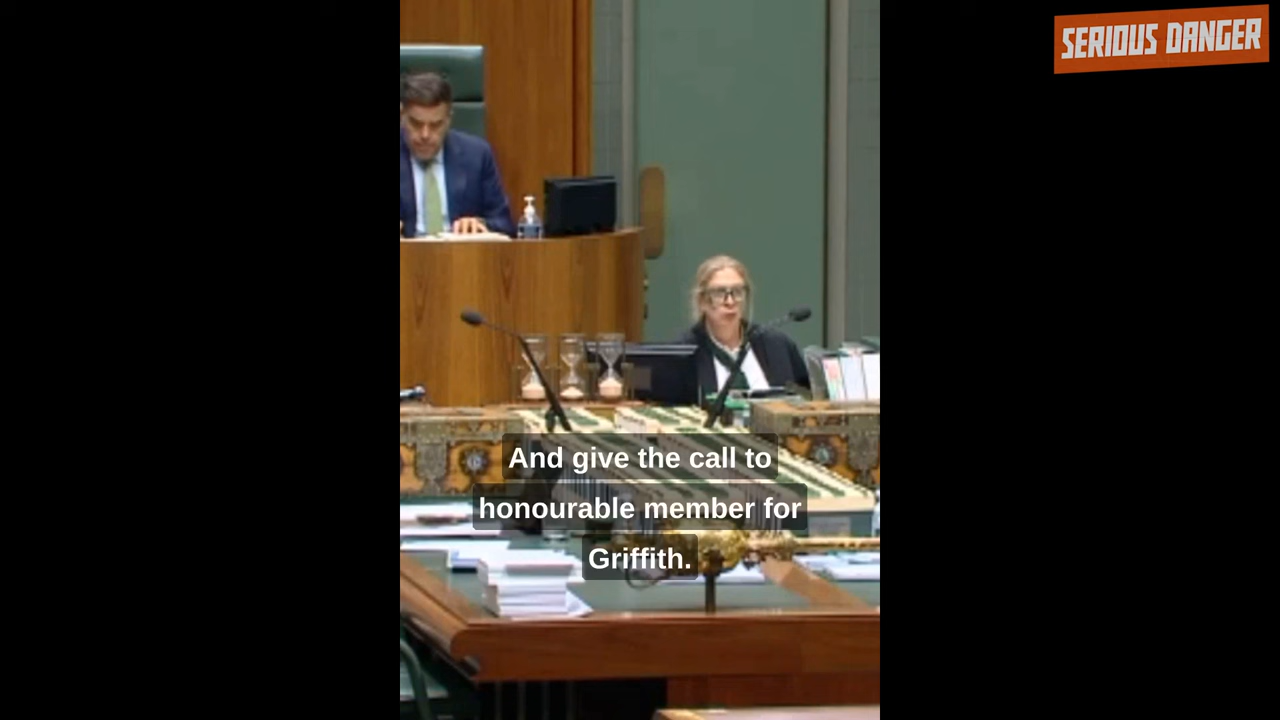 SERIOUS DANGER
And give the call to
honourable member for
Griffith.